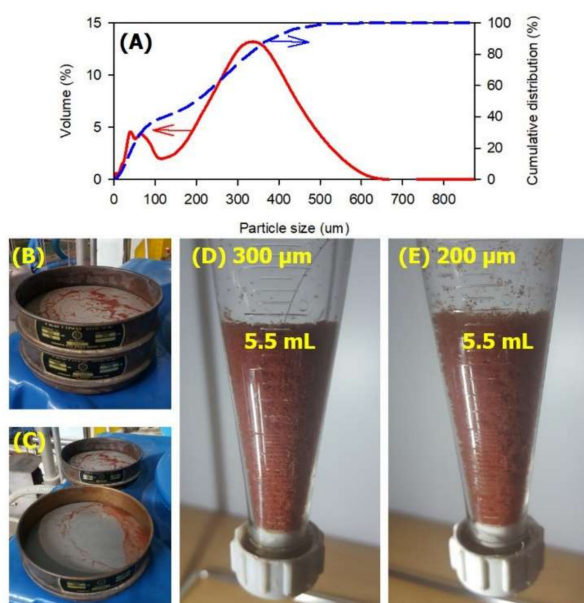 (A)
15
10
5
0
Volume (%)
100
80
60
40
20
0
Cumulative distribution (%)
0 100 200 300 400 500 600 700 800
Particle size (um)
(B)
(C)
(D) 300 µm
5.5 mL
(E) 200 µm
5.5 mL